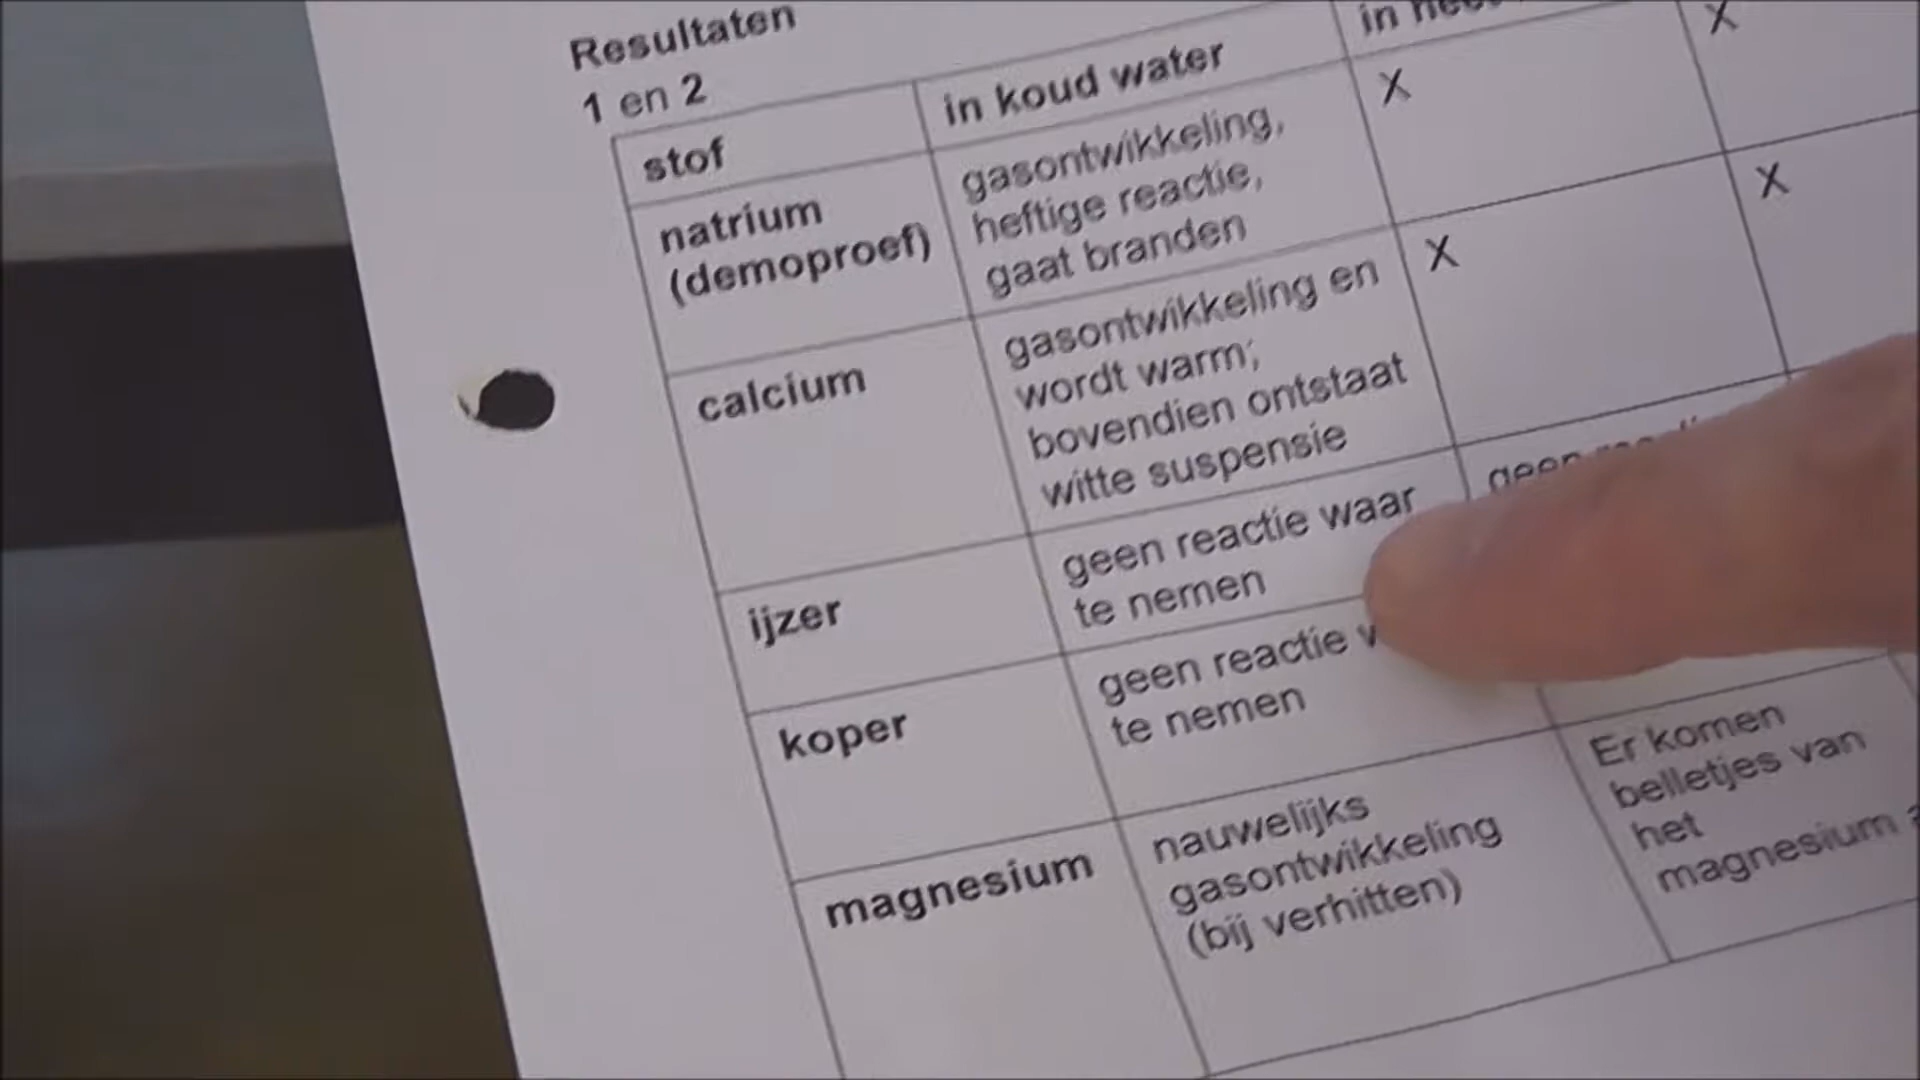 Resultaten
1 en 2
stof
in koud water
in
natrium
(demoproef)
gasontwikkeling,
heftige reactie,
gaat branden
X
X
calcium
gasontwikkeling en
wordt warm;
bovendien ontstaat
witte suspensie
X
X
ijzer
geen reactie waar
te nemen
geen
koper
geen reactie
te nemen
magnesium
nauwelijks
gasontwikkeling
(bij verhitten)
Er komen
belletjes van
het
magnesium